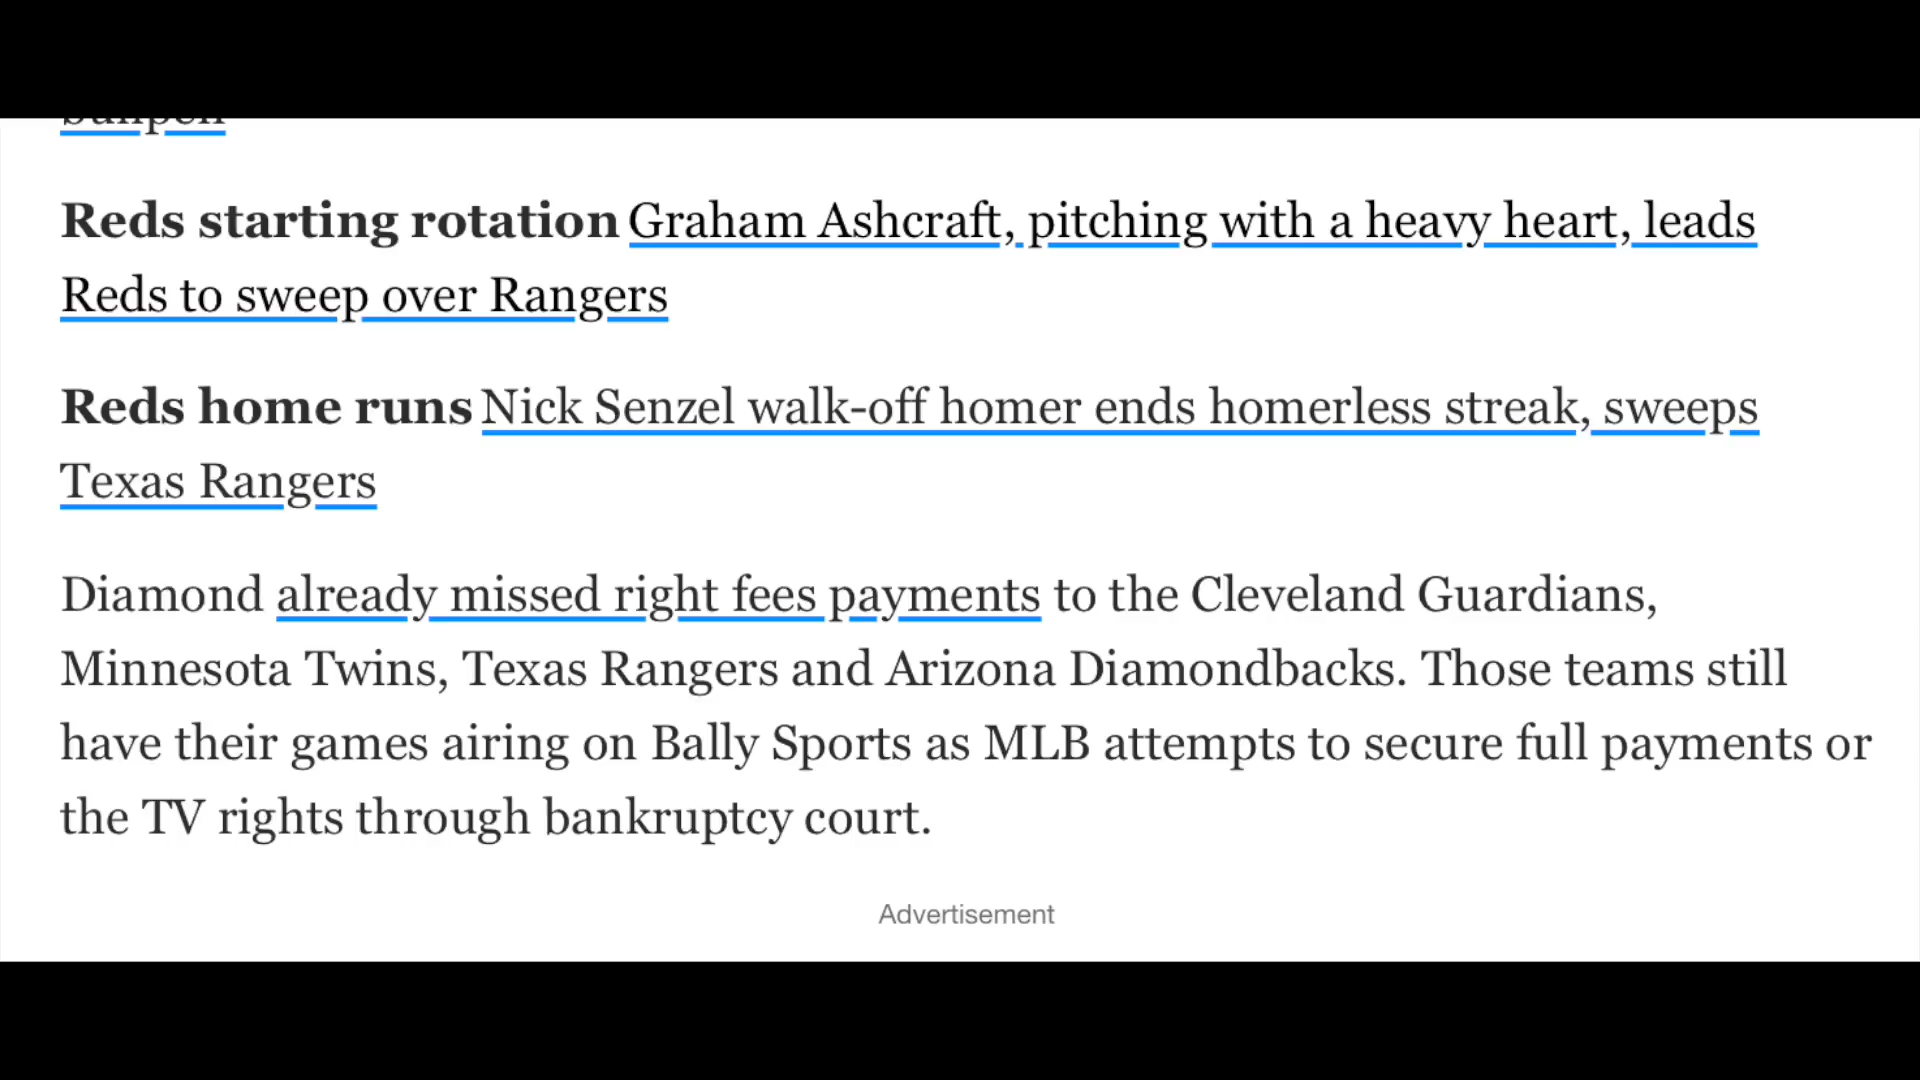 Reds starting rotation Graham Ashcraft, pitching with a heavy heart, leads
Reds to sweep over Rangers
Reds home runs Nick Senzel walk-off homer ends homerless streak, sweeps
Texas Rangers
Diamond already missed right fees payments to the Cleveland Guardians,
Minnesota Twins, Texas Rangers and Arizona Diamondbacks. Those teams still
have their games airing on Bally Sports as MLB attempts to secure full payments or
the TV rights through bankruptcy court.
Advertisement